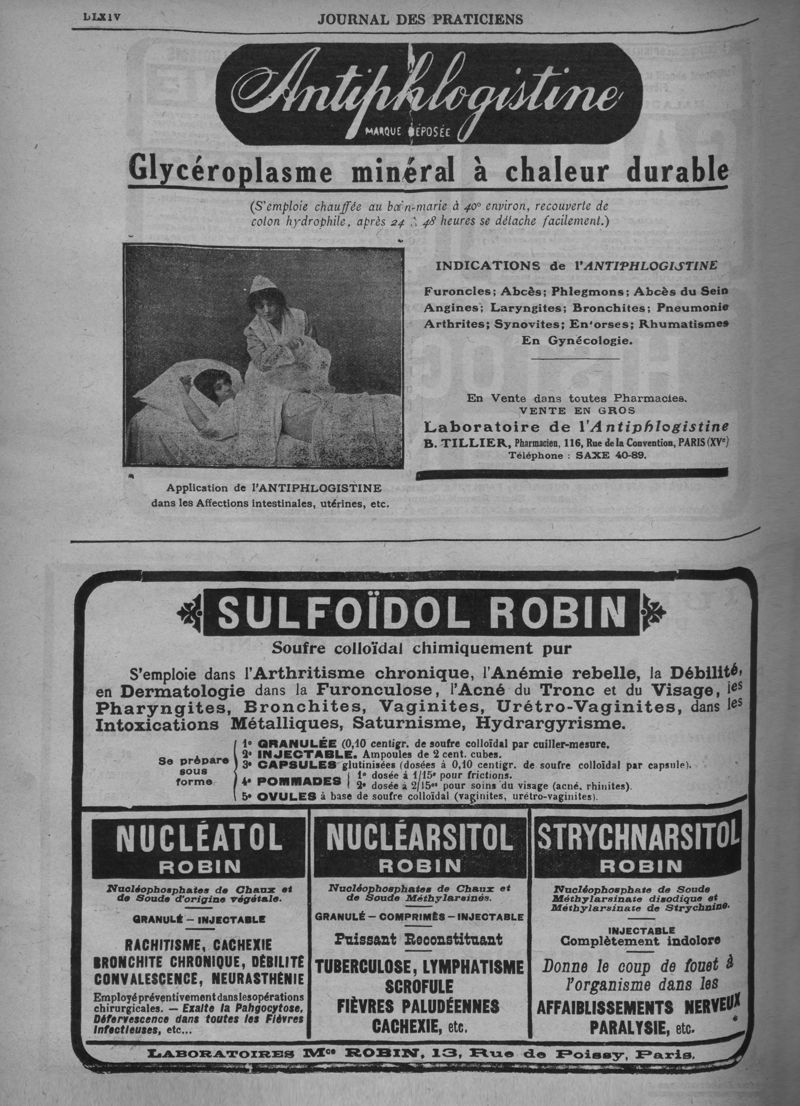 LLXIV
JOURNAL DES PRATICIENS
Antiphlogistine
MARQUE DÉPOSÉE
Glycéroplasme minéral à chaleur durable
(S'emploie chauffée au bain-marie à 40° environ, recouverte de
coton hydrophile, après 24 à 48 heures se détache facilement.)
INDICATIONS de l'ANTIPHLOGISTINE
Furoncles; Abcès; Phlegmons; Abcès du Sein
Angines; Laryngites; Bronchites; Pneumonie
Arthrites; Synovites; En'orses; Rhumatismes
En Gynécologie.
En Vente dans toutes Pharmacies.
VENTE EN GROS
Laboratoire de l'Antiphlogistine
B. TILLIER, Pharmacien, 116, Rue de la Convention, PARIS (XVe)
Téléphone : SAXE 40-89.
Application de l'ANTIPHLOGISTINE
dans les Affections intestinales, utérines, etc.
SULFOÏDOL ROBIN
Soufre colloïdal chimiquement pur
S'emploie dans l'Arthritisme chronique, l'Anémie rebelle, la Débilité,
en Dermatologie dans la Furonculose, l'Acné du Tronc et du Visage, les
Pharyngites, Bronchites, Vaginites, Urétro-Vaginites, dans les
Intoxications Métalliques, Saturnisme, Hydrargyrisme.
Se prépare
sous
forme
1° GRANULÉE (0,10 centigr. de soufre colloïdal par cuiller-mesure.
2° INJECTABLE. Ampoules de 2 cent. cubes.
3° CAPSULES glutinisées (dosées à 0,10 centigr. de soufre colloïdal par capsule).
4° POMMADES
1° dosée à 1/15e pour frictions.
2° dosée à 2/15es pour soins du visage (acné, rhinites).
5° OVULES à base de soufre colloïdal (vaginites, urétro-vaginites).
NUCLÉATOL
ROBIN
Nucléophosphates de Chaux et
de Soude d'origine végétale.
GRANULÉ – INJECTABLE
RACHITISME, CACHEXIE
BRONCHITE CHRONIQUE, DÉBILITÉ
CONVALESCENCE, NEURASTHÉNIE
Employé préventivement dans les opérations
chirurgicales. — Exalte la Pahgocytose,
Défervescence dans toutes les Fièvres
Infectieuses, etc...
NUCLÉARSITOL
ROBIN
Nucléophosphates de Chaux et
de Soude Méthylarsinés.
GRANULÉ – COMPRIMÉS – INJECTABLE
Puissant Reconstituant
TUBERCULOSE, LYMPHATISME
SCROFULE
FIÈVRES PALUDÉENNES
CACHEXIE, etc.
STRYCHNARSITOL
ROBIN
Nucléophosphate de Soude
Méthylarsinate disodique et
Méthylarsinate de Strychnine.
INJECTABLE
Complètement indolore
Donne le coup de fouet à
l'organisme dans les
AFFAIBLISSEMENTS NERVEUX
PARALYSIE, etc.
LABORATOIRES Mce ROBIN, 13, Rue de Poissy, Paris.